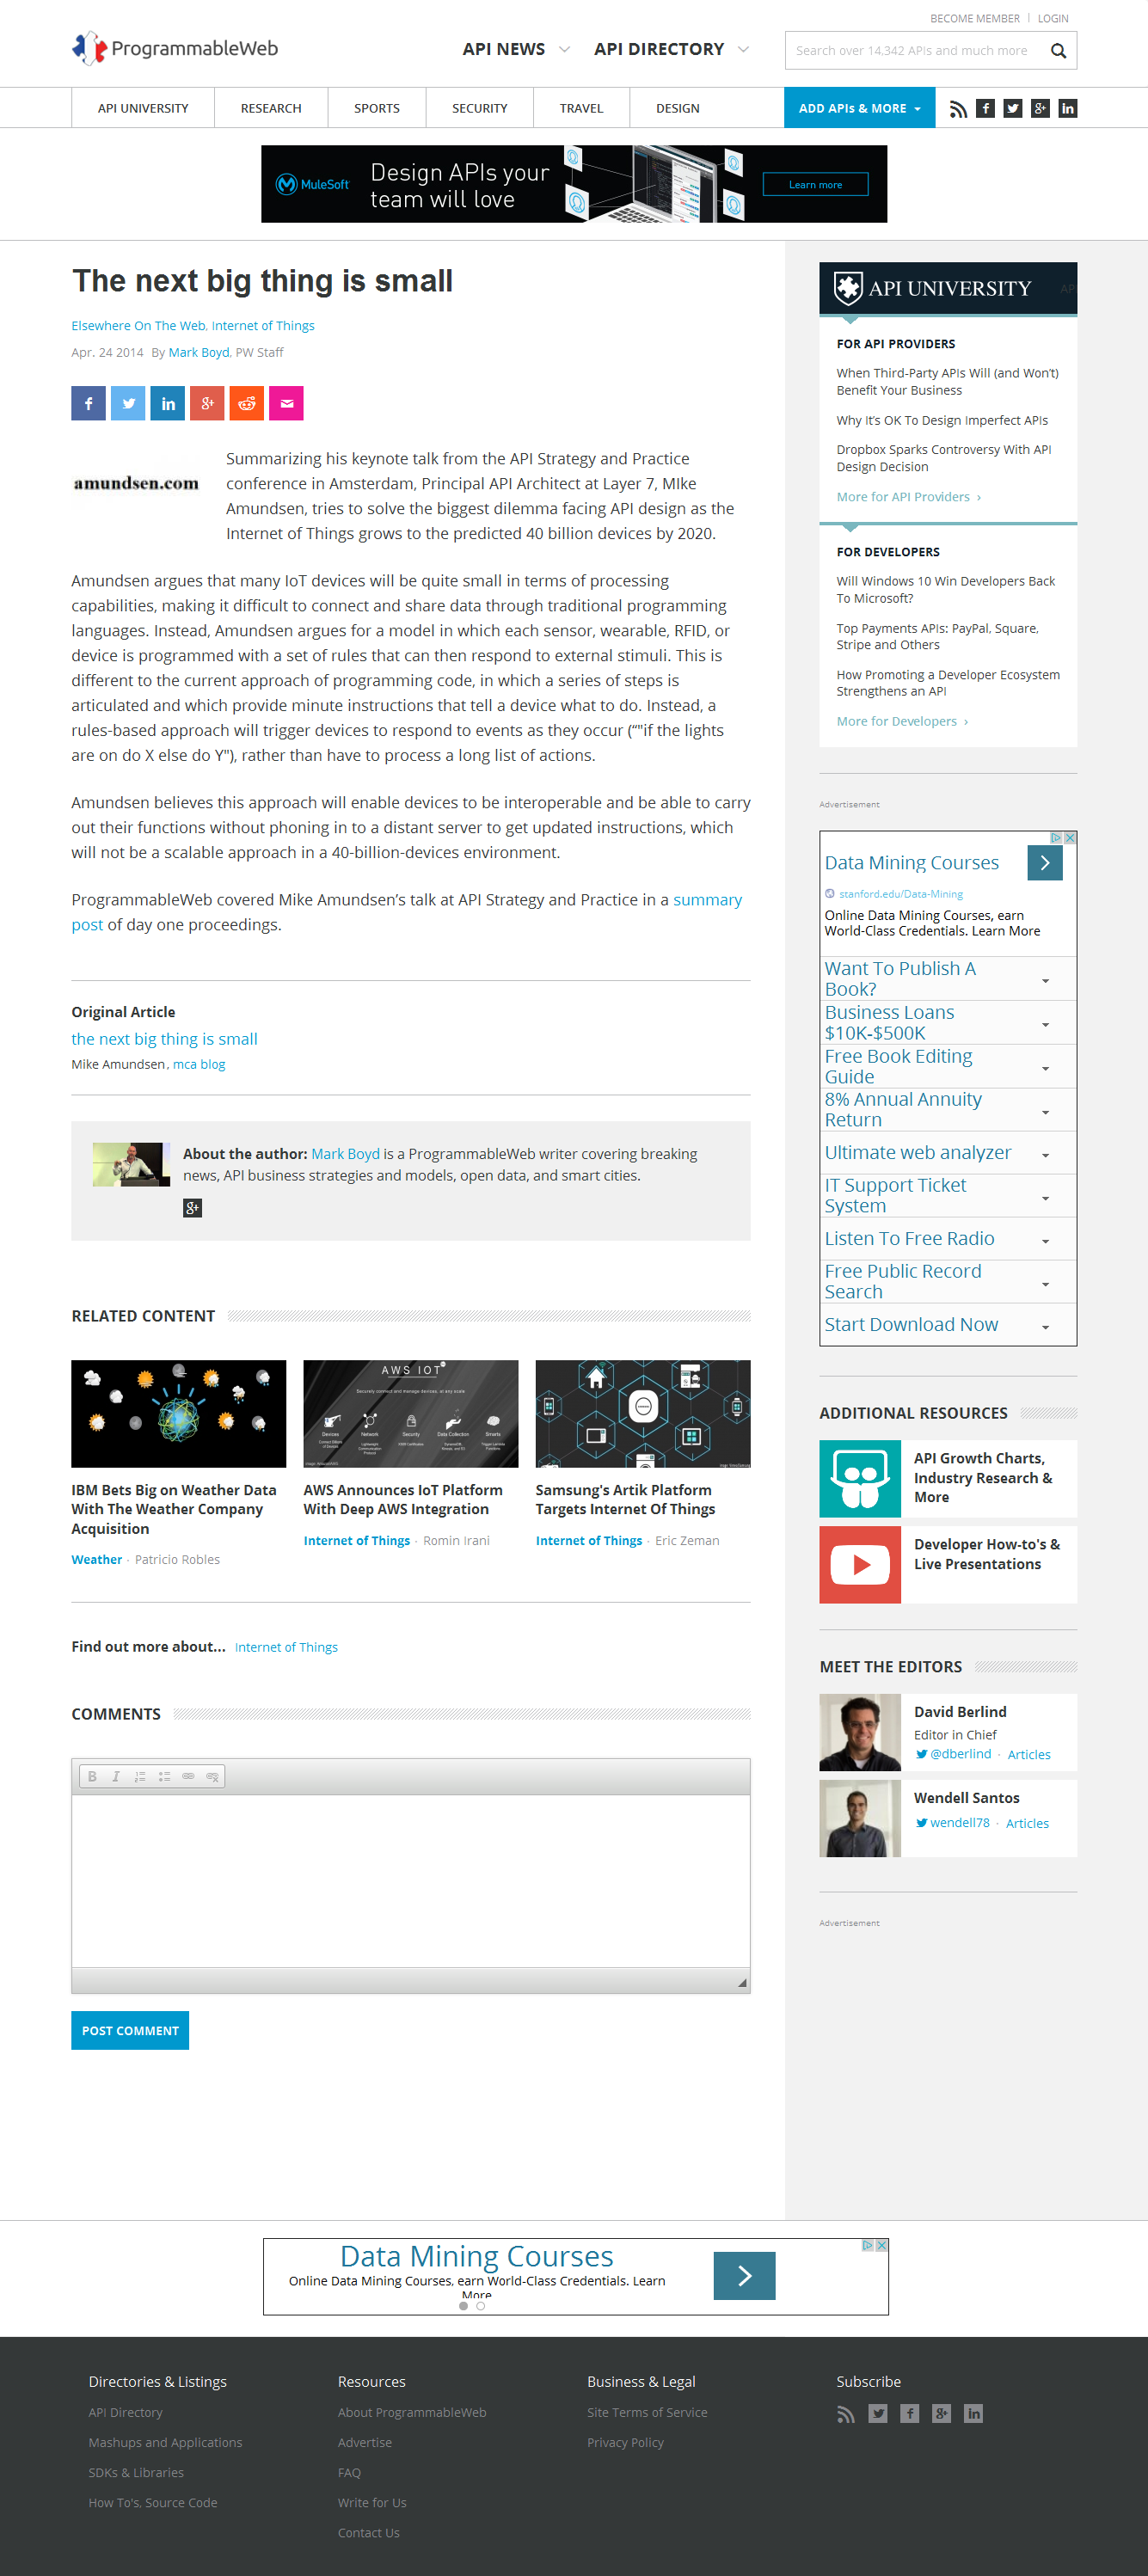 BECOME MEMBER | LOGIN
ProgrammableWeb
API NEWS
API DIRECTORY
Search over 14,342 APIs and much more
API UNIVERSITY
RESEARCH
SPORTS
SECURITY
TRAVEL
DESIGN
ADD APIs & MORE
MuleSoft
Design APIs your
team will love
Learn more
The next big thing is small
Elsewhere On The Web, Internet of Things
Apr. 24 2014 By Mark Boyd, PW Staff
amundsen.com
Summarizing his keynote talk from the API Strategy and Practice
conference in Amsterdam, Principal API Architect at Layer 7, MIke
Amundsen, tries to solve the biggest dilemma facing API design as the
Internet of Things grows to the predicted 40 billion devices by 2020.
Amundsen argues that many IoT devices will be quite small in terms of processing
capabilities, making it difficult to connect and share data through traditional programming
languages. Instead, Amundsen argues for a model in which each sensor, wearable, RFID, or
device is programmed with a set of rules that can then respond to external stimuli. This is
different to the current approach of programming code, in which a series of steps is
articulated and which provide minute instructions that tell a device what to do. Instead, a
rules-based approach will trigger devices to respond to events as they occur (“"if the lights
are on do X else do Y"), rather than have to process a long list of actions.
Amundsen believes this approach will enable devices to be interoperable and be able to carry
out their functions without phoning in to a distant server to get updated instructions, which
will not be a scalable approach in a 40-billion-devices environment.
ProgrammableWeb covered Mike Amundsen’s talk at API Strategy and Practice in a summary
post of day one proceedings.
Original Article
the next big thing is small
Mike Amundsen, mca blog
About the author: Mark Boyd is a ProgrammableWeb writer covering breaking
news, API business strategies and models, open data, and smart cities.
RELATED CONTENT
AWS IOT
Securely connect and manage devices, at any scale
Devices
Network
Security
Data Collection
Smarts
IBM Bets Big on Weather Data
With The Weather Company
Acquisition
Weather · Patricio Robles
AWS Announces IoT Platform
With Deep AWS Integration
Internet of Things · Romin Irani
Samsung's Artik Platform
Targets Internet Of Things
Internet of Things · Eric Zeman
Find out more about... Internet of Things
COMMENTS
POST COMMENT
API UNIVERSITY
FOR API PROVIDERS
When Third-Party APIs Will (and Won’t)
Benefit Your Business
Why It’s OK To Design Imperfect APIs
Dropbox Sparks Controversy With API
Design Decision
More for API Providers ›
FOR DEVELOPERS
Will Windows 10 Win Developers Back
To Microsoft?
Top Payments APIs: PayPal, Square,
Stripe and Others
How Promoting a Developer Ecosystem
Strengthens an API
More for Developers ›
Advertisement
Data Mining Courses
stanford.edu/Data-Mining
Online Data Mining Courses, earn
World-Class Credentials. Learn More
Want To Publish A
Book?
Business Loans
$10K-$500K
Free Book Editing
Guide
8% Annual Annuity
Return
Ultimate web analyzer
IT Support Ticket
System
Listen To Free Radio
Free Public Record
Search
Start Download Now
ADDITIONAL RESOURCES
API Growth Charts,
Industry Research &
More
Developer How-to's &
Live Presentations
MEET THE EDITORS
David Berlind
Editor in Chief
@dberlind · Articles
Wendell Santos
wendell78 · Articles
Advertisement
Data Mining Courses
Online Data Mining Courses, earn World-Class Credentials. Learn
More
Directories & Listings
API Directory
Mashups and Applications
SDKs & Libraries
How To's, Source Code
Resources
About ProgrammableWeb
Advertise
FAQ
Write for Us
Contact Us
Business & Legal
Site Terms of Service
Privacy Policy
Subscribe